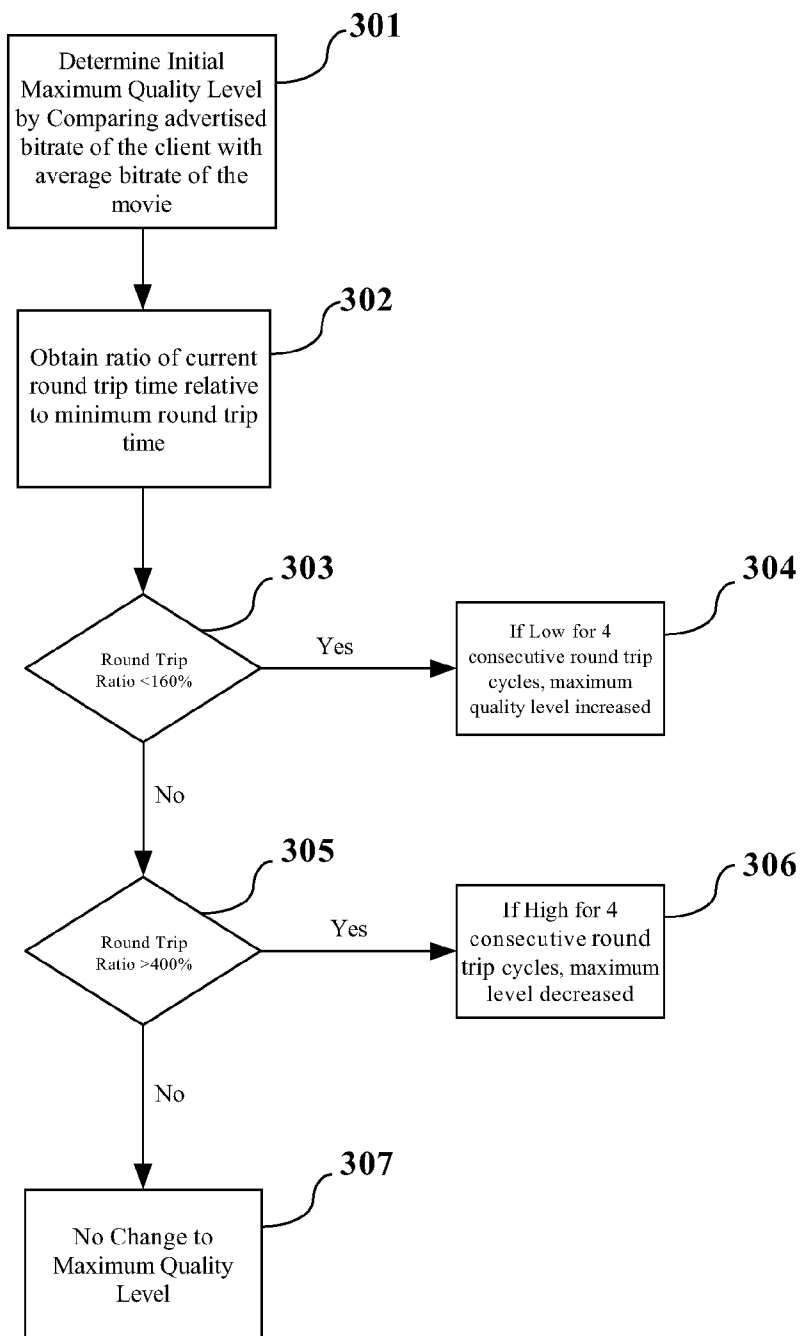 301
Determine Initial
Maximum Quality Level
by Comparing advertised
bitrate of the client with
average bitrate of the
movie
302
Obtain ratio of current
round trip time relative
to minimum round trip
time
303
Round Trip
Ratio <160%
Yes
304
If Low for 4
consecutive round trip
cycles, maximum
quality level increased
No
305
Round Trip
Ratio >400%
Yes
306
If High for 4
consecutive round
trip cycles, maximum
level decreased
No
307
No Change to
Maximum Quality
Level